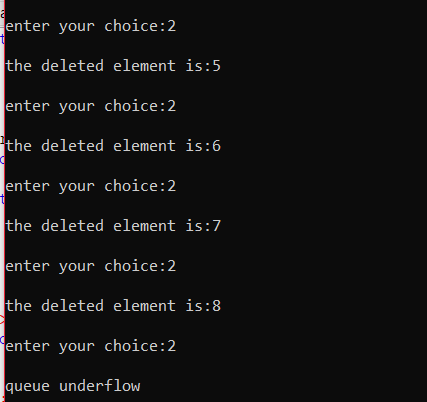 enter your choice:2
the deleted element is:5
enter your choice:2
the deleted element is:6
enter your choice:2
the deleted element is:7
enter your choice:2
the deleted element is:8
enter your choice:2
queue underflow